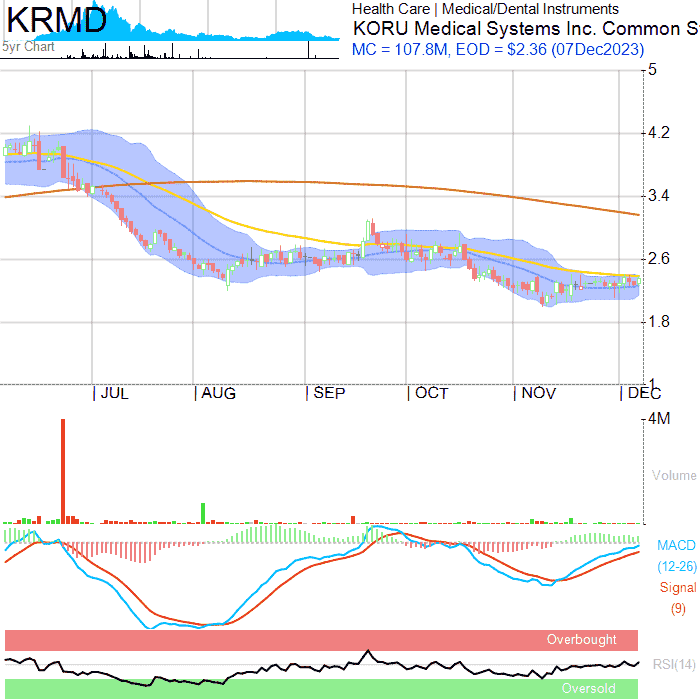 KRMD
5yr Chart
Health Care | Medical/Dental Instruments
KORU Medical Systems Inc. Common S
MC = 107.8M, EOD = $2.36 (07Dec2023)
5
4.2
3.4
2.6
1.8
1
JUL AUG SEP OCT NOV DEC
4M
Volume
MACD
(12-26)
Signal
(9)
Overbought
RSI(14)
Oversold